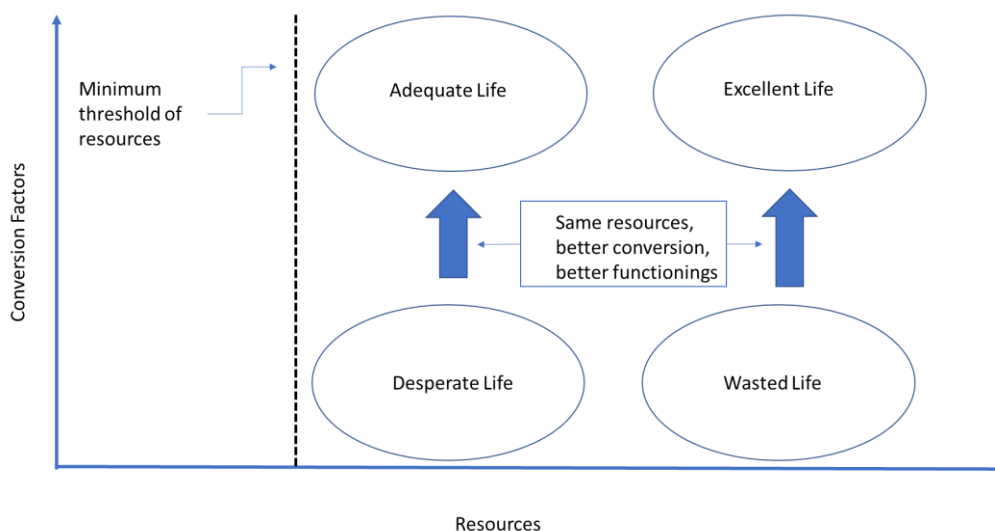 Minimum
threshold of
resources
Adequate Life
Excellent Life
Conversion Factors
Same resources,
better conversion,
better functionings
Desperate Life
Wasted Life
Resources